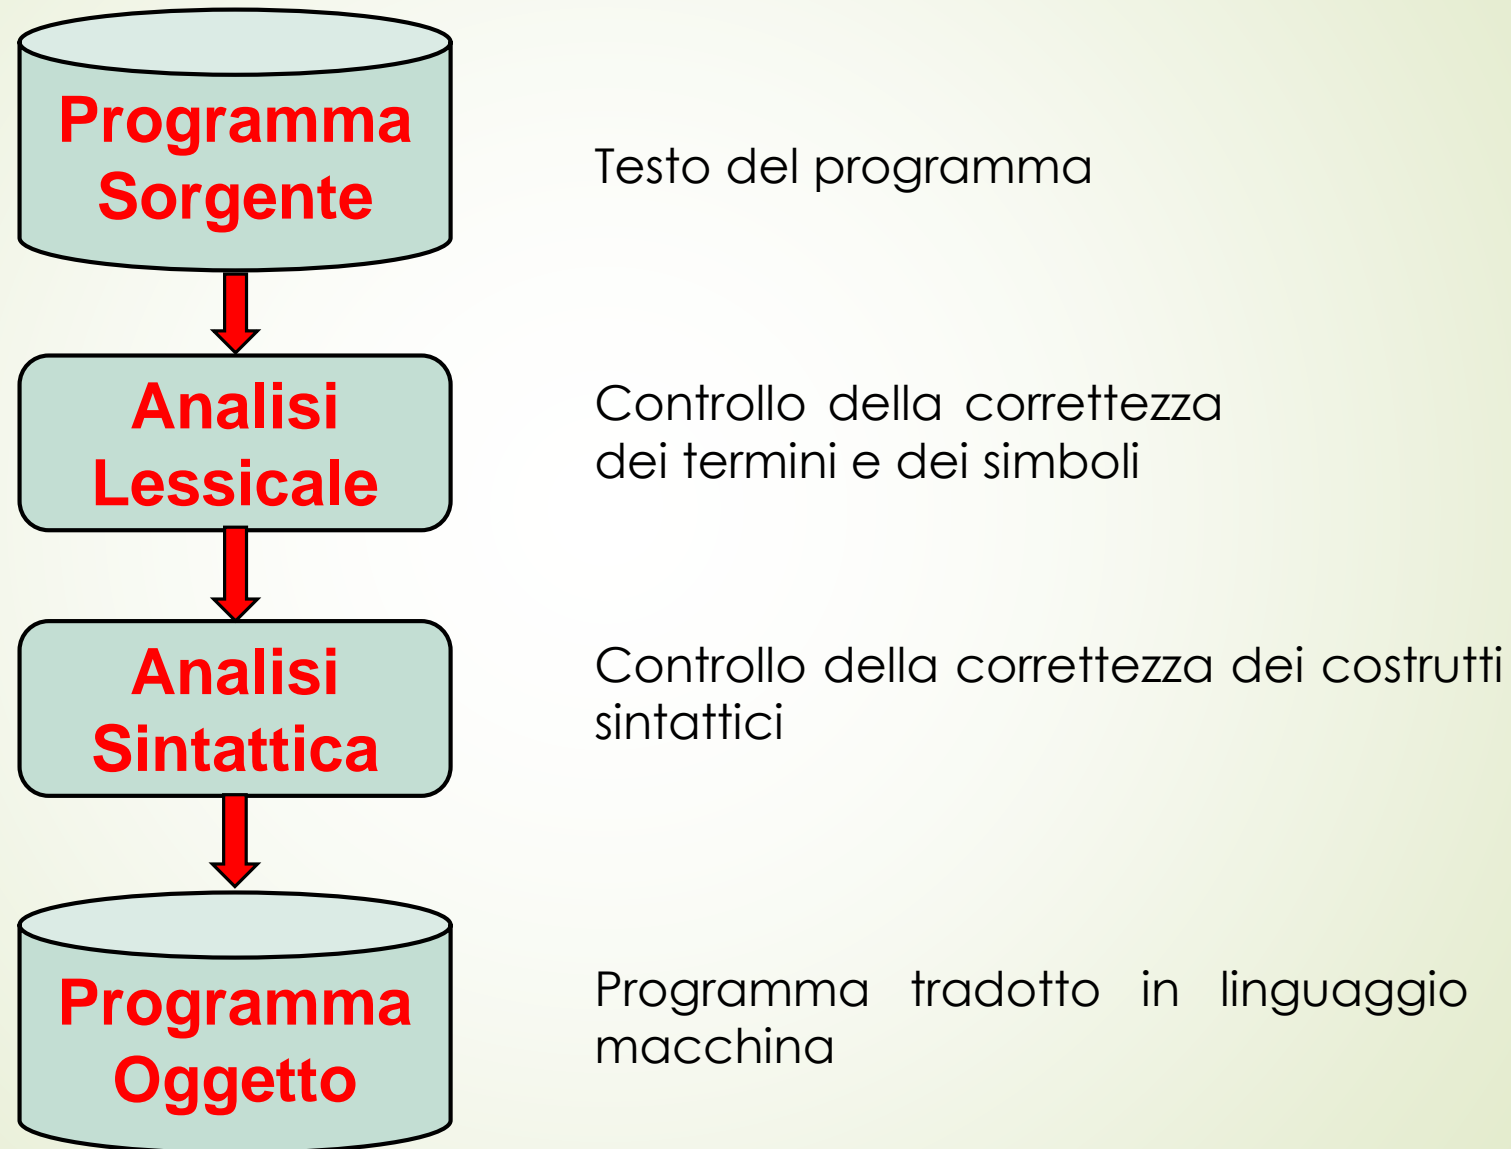 Programma
Sorgente
Testo del programma
Analisi
Lessicale
Controllo della correttezza
dei termini e dei simboli
Analisi
Sintattica
Controllo della correttezza dei costrutti
sintattici
Programma
Oggetto
Programma tradotto in linguaggio
macchina